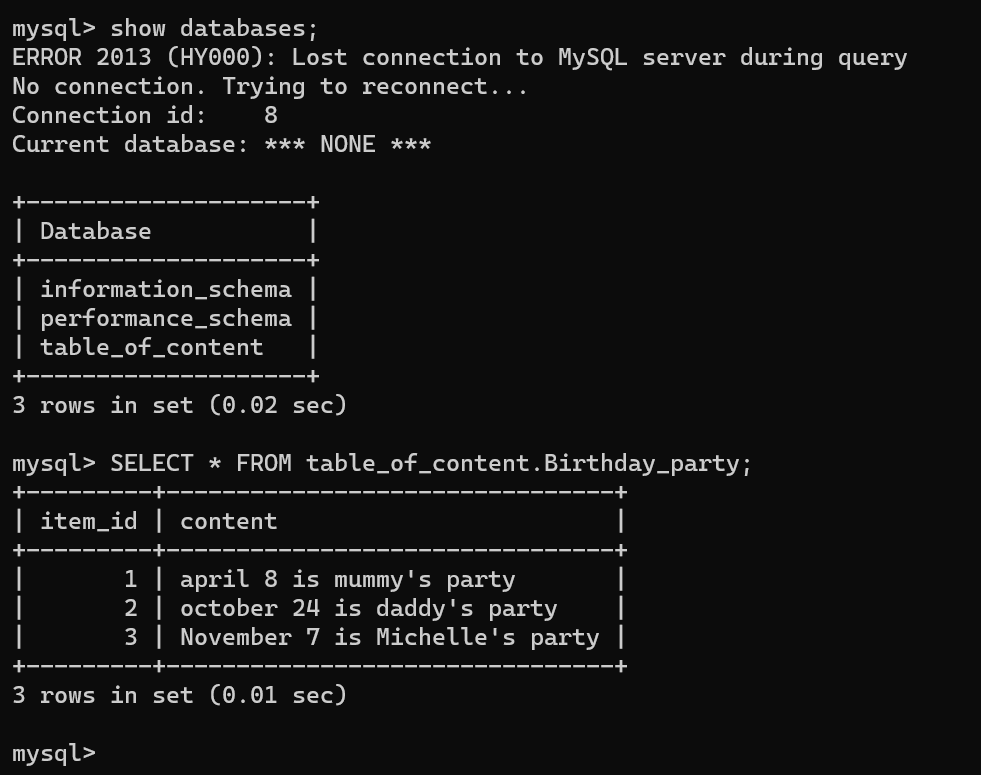 mysql> show databases;
ERROR 2013 (HY000): Lost connection to MySQL server during query
No connection. Trying to reconnect...
Connection id:    8
Current database: *** NONE ***

+--------------------+
| Database           |
+--------------------+
| information_schema |
| performance_schema |
| table_of_content   |
+--------------------+
3 rows in set (0.02 sec)

mysql> SELECT * FROM table_of_content.Birthday_party;
+---------+--------------------------------+
| item_id | content                        |
+---------+--------------------------------+
|       1 | april 8 is mummy's party       |
|       2 | october 24 is daddy's party    |
|       3 | November 7 is Michelle's party |
+---------+--------------------------------+
3 rows in set (0.01 sec)

mysql>